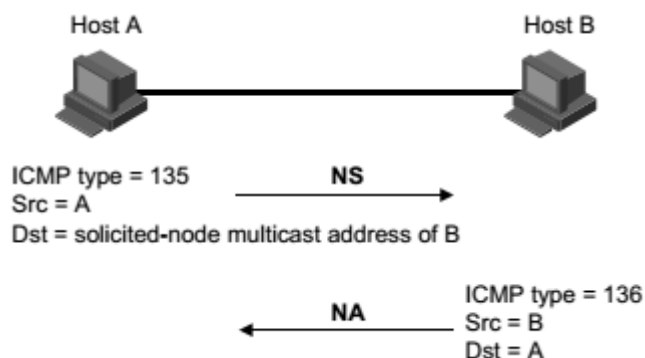 Host A
Host B
ICMP type = 135
Src = A
Dst = solicited-node multicast address of B
NS
NA
ICMP type = 136
Src = B
Dst = A